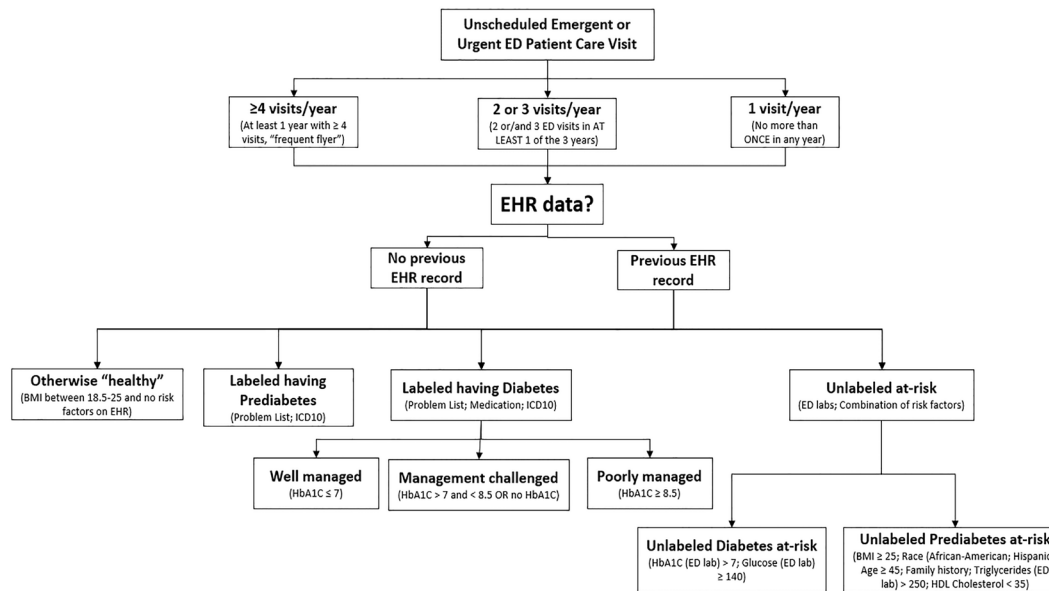 Unscheduled Emergent or
Urgent ED Patient Care Visit
≥4 visits/year
(At least 1 year with ≥ 4
visits, “frequent flyer”)
2 or 3 visits/year
(2 or/and 3 ED visits in AT
LEAST 1 of the 3 years)
1 visit/year
(No more than
ONCE in any year)
EHR data?
No previous
EHR record
Previous EHR
record
Otherwise “healthy”
(BMI between 18.5-25 and no risk
factors on EHR)
Labeled having
Prediabetes
(Problem List; ICD10)
Labeled having Diabetes
(Problem List; Medication; ICD10)
Unlabeled at-risk
(ED labs; Combination of risk factors)
Well managed
(HbA1C ≤ 7)
Management challenged
(HbA1C > 7 and < 8.5 OR no HbA1C)
Poorly managed
(HbA1C ≥ 8.5)
Unlabeled Diabetes at-risk
(HbA1C (ED lab) > 7; Glucose (ED lab)
≥ 140)
Unlabeled Prediabetes at-risk
(BMI ≥ 25; Race (African-American; Hispanic
Age ≥ 45; Family history; Triglycerides (ED
lab) > 250; HDL Cholesterol < 35)